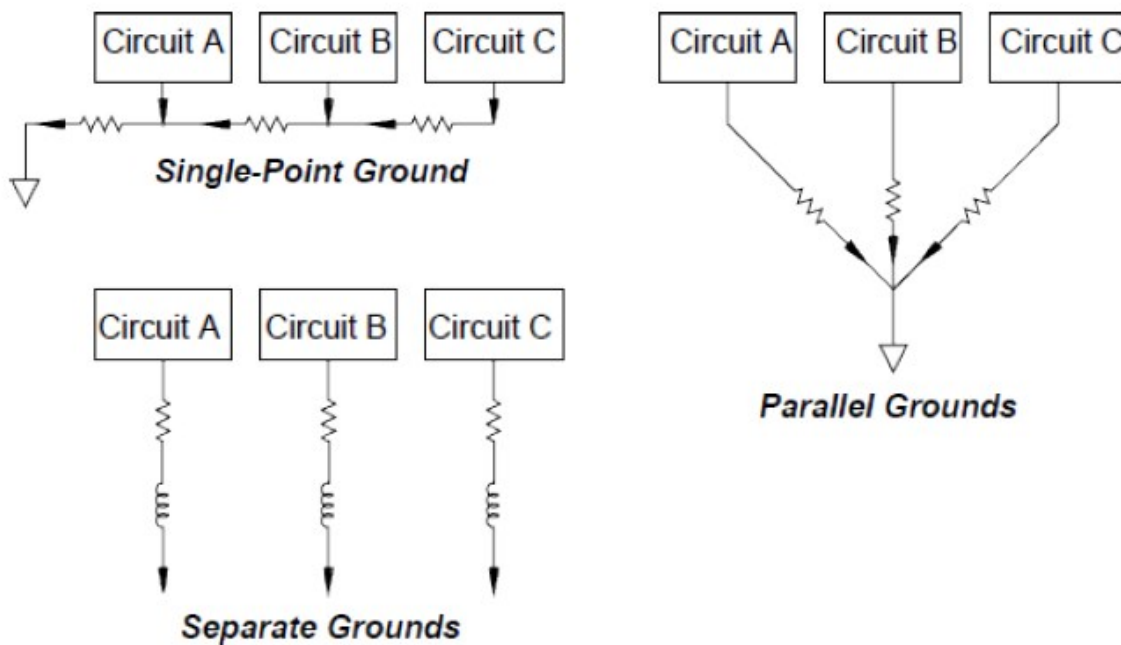 Circuit A
Circuit B
Circuit C
Single-Point Ground
Circuit A
Circuit B
Circuit C
Parallel Grounds
Circuit A
Circuit B
Circuit C
Separate Grounds